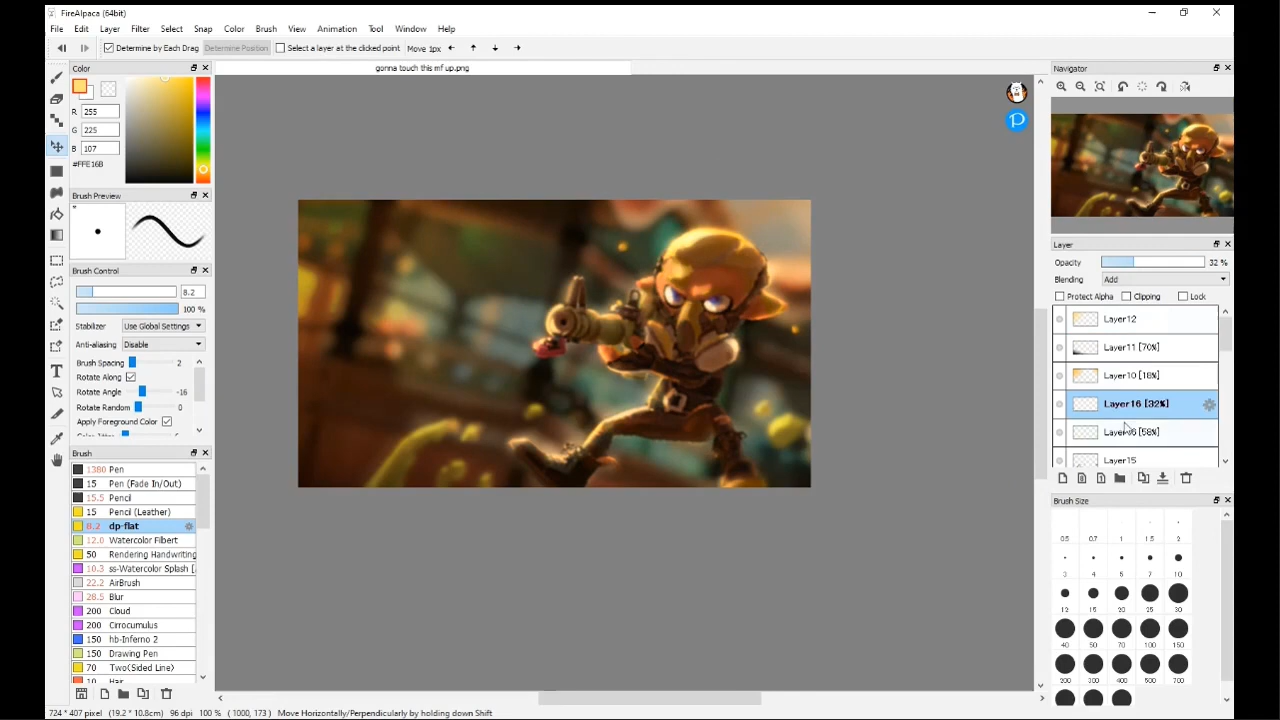 FireAlpaca (64bit)
File Edit Layer Filter Select Snap Color Brush View Animation Tool Window Help
Determine by Each Drag Determine Position Select a layer at the clicked point Move 1px
Color
gonna touch this mf up.png
Navigator
R 255
G 225
B 107
#FFE16B
Brush Preview
Brush Control
8.2
100 %
Stabilizer Use Global Settings
Anti-aliasing Disable
Brush Spacing 2
Rotate Along
Rotate Angle -16
Rotate Random 0
Apply Foreground Color
Color Jitter
Brush
1380 Pen
15 Pen (Fade In/Out)
15.5 Pencil
15 Pencil (Leather)
8.2 dp-flat
12.0 Watercolor Filbert
50 Rendering Handwriting
10.3 ss-Watercolor Splash [
22.2 AirBrush
28.5 Blur
200 Cloud
200 Cirrocumulus
150 hb-Inferno 2
150 Drawing Pen
70 Two(Sided Line)
10 Hair
Layer
Opacity 32 %
Blending Add
Protect Alpha Clipping Lock
Layer12
Layer11 [70%]
Layer10 [18%]
Layer16 [32%]
[58%]
Layer15
Brush Size
0.5 0.7 1 1.5 2
3 4 5 7 10
12 15 20 25 30
40 50 70 100 150
200 300 400 500 700
724 * 407 pixel (19.2 * 10.8cm) 96 dpi 100 % ( 1000, 173 ) Move Horizontally/Perpendicularly by holding down Shift